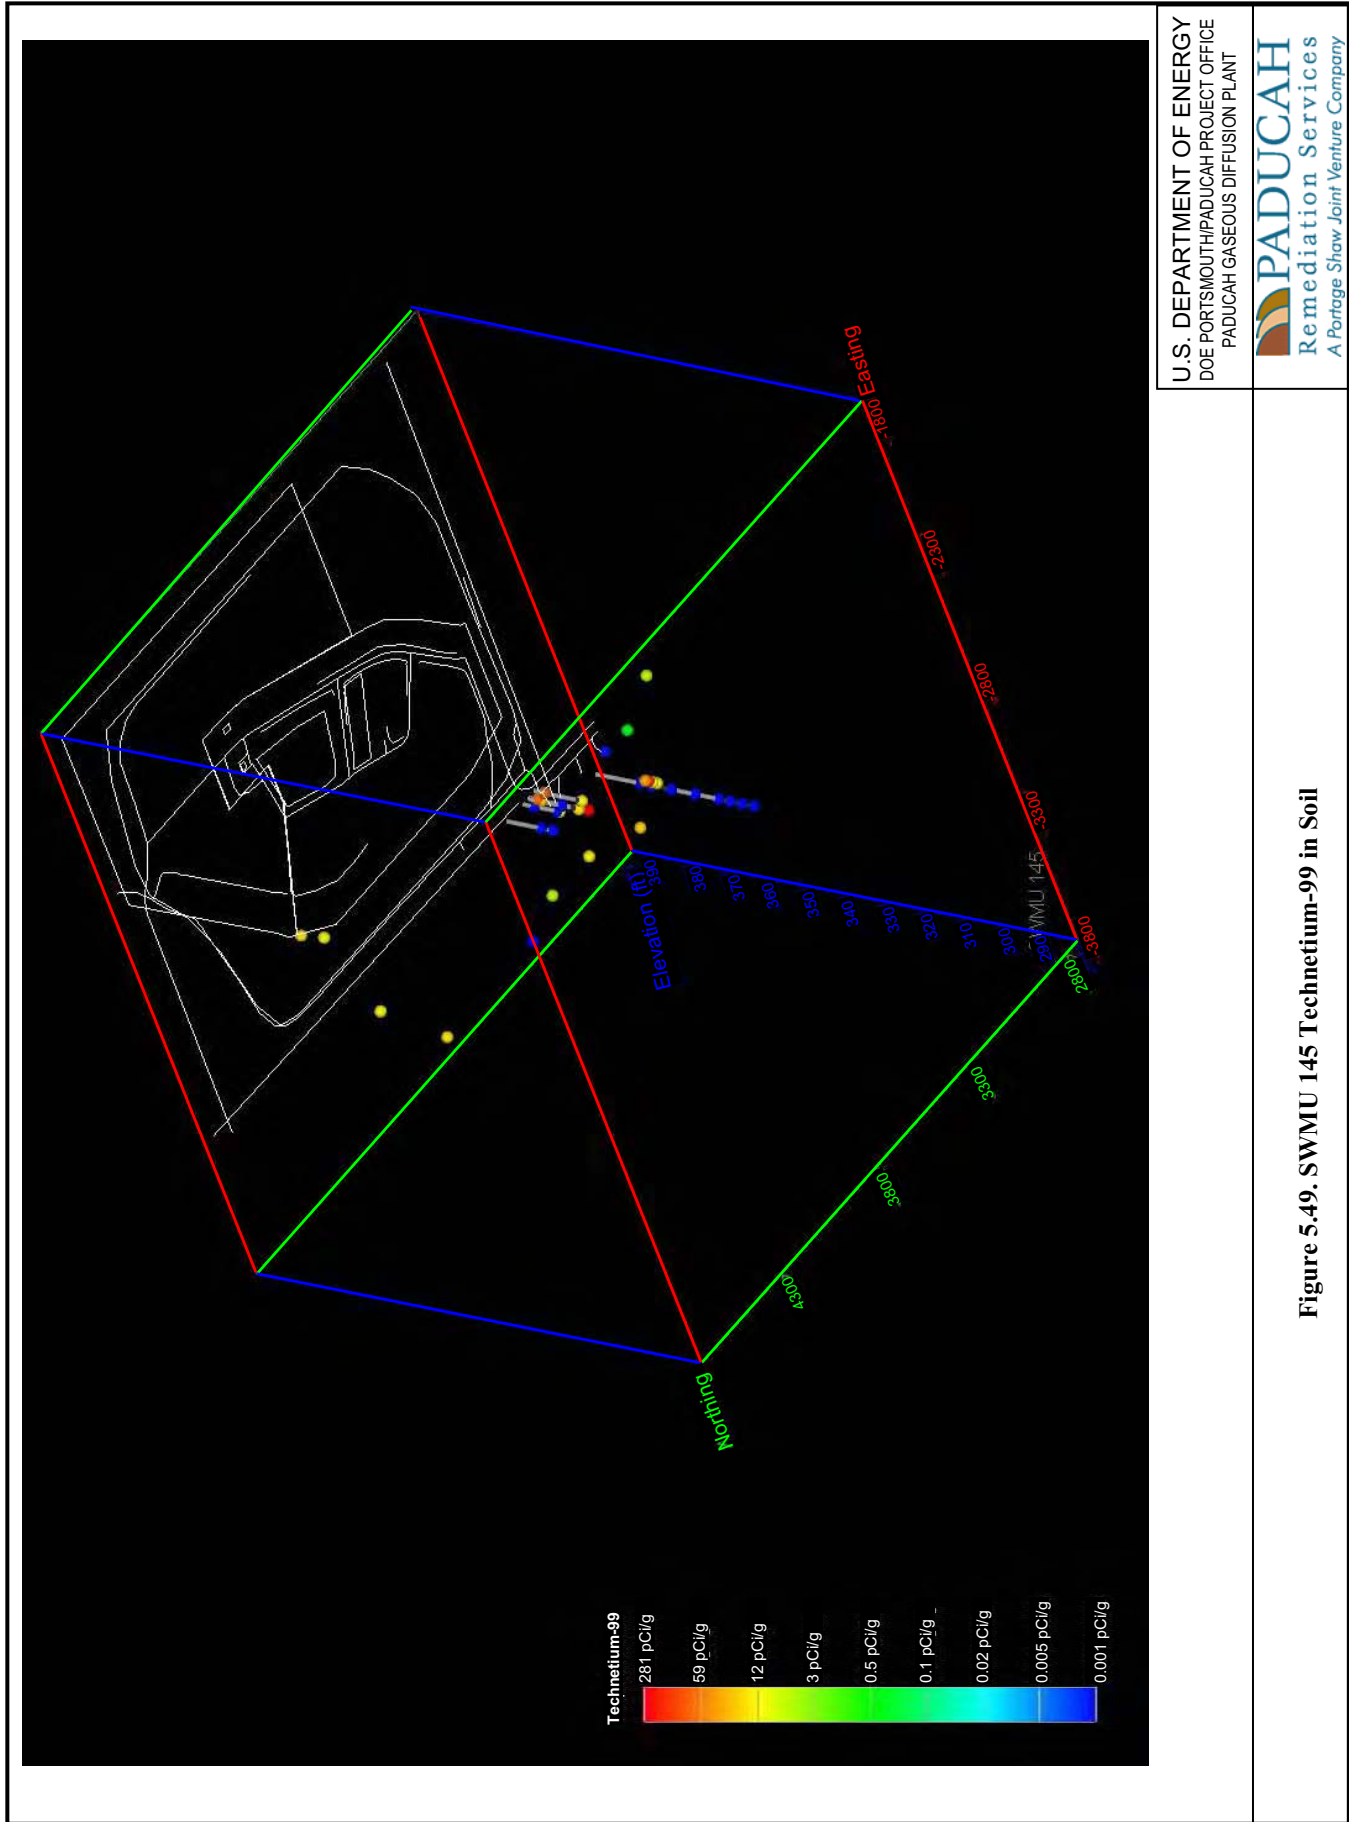 Technetium-99
281 pCi/g
59 pCi/g
12 pCi/g
3 pCi/g
0.5 pCi/g
0.1 pCi/g
0.02 pCi/g
0.005 pCi/g
0.001 pCi/g
Northing
4300
3800
3300
2800
Elevation (ft)
390
380
370
360
350
340
330
320
310
300
290
SWMU 145
-3800
-3300
-2800
-2300
-1800
Easting
U.S. DEPARTMENT OF ENERGY
DOE PORTSMOUTH/PADUCAH PROJECT OFFICE
PADUCAH GASEOUS DIFFUSION PLANT
PADUCAH
Remediation Services
A Portage Shaw Joint Venture Company
Figure 5.49. SWMU 145 Technetium-99 in Soil